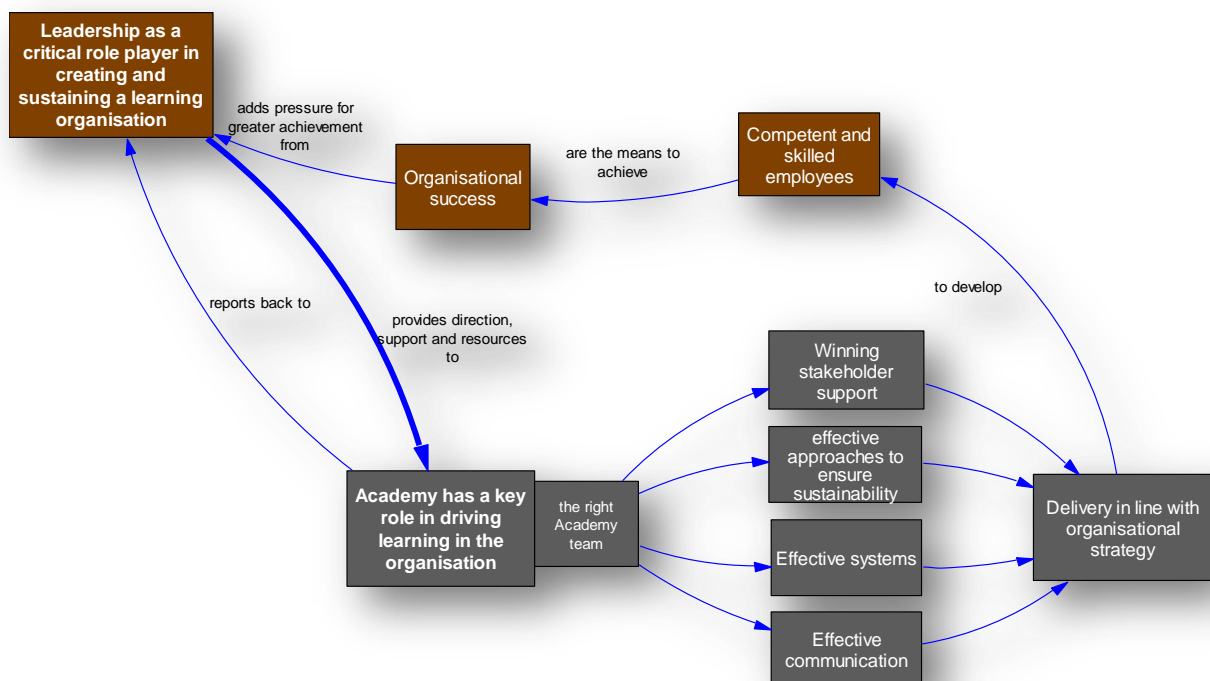 Leadership as a
critical role player in
creating and
sustaining a learning
organisation
adds pressure for
greater achievement
from
Organisational
success
are the means to
achieve
Competent and
skilled
employees
reports back to
provides direction,
support and resources
to
to develop
Winning
stakeholder
support
effective
approaches to
ensure
sustainability
Academy has a key
role in driving
learning in the
organisation
the right
Academy
team
Effective systems
Effective
communication
Delivery in line with
organisational
strategy